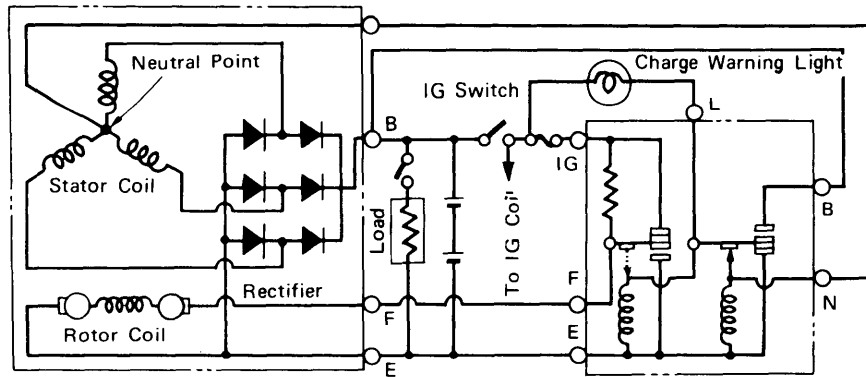 Neutral Point
Stator Coil
Rectifier
Rotor Coil
B
F
E
Load
IG Switch
To IG Coil
Charge Warning Light
L
IG
F
E
B
N